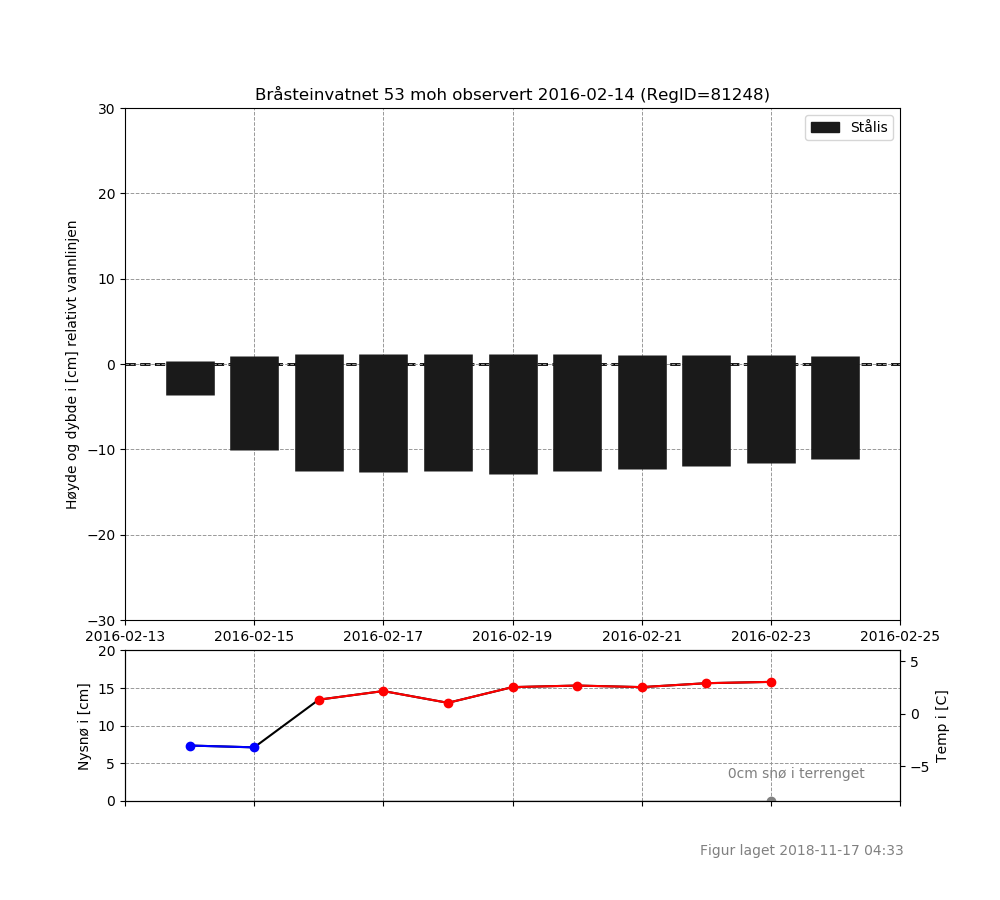 Bråsteinvatnet 53 moh observert 2016-02-14 (RegID=81248)
Stålis
Høyde og dybde i [cm] relativt vannlinjen
30
20
10
0
−10
−20
−30
2016-02-13 2016-02-15 2016-02-17 2016-02-19 2016-02-21 2016-02-23 2016-02-25
Nysnø i [cm]
20
15
10
5
0
5
0
−5
Temp i [C]
0cm snø i terrenget
Figur laget 2018-11-17 04:33